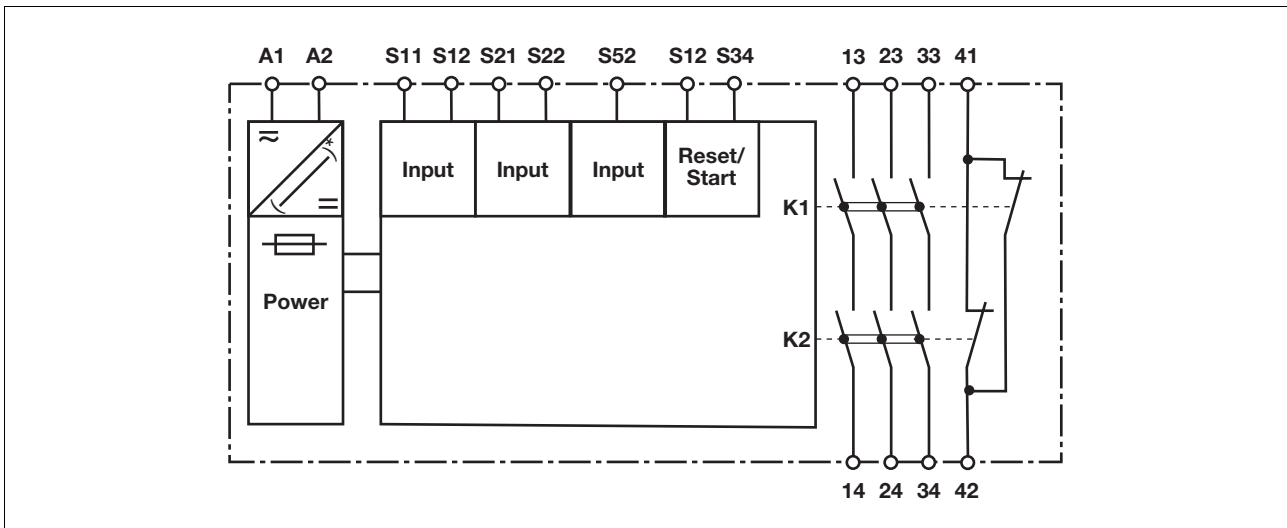 A1 A2 S11 S12 S21 S22 S52 S12 S34 13 23 33 41
Input Input Input Reset/
Start
K1
Power
K2
14 24 34 42